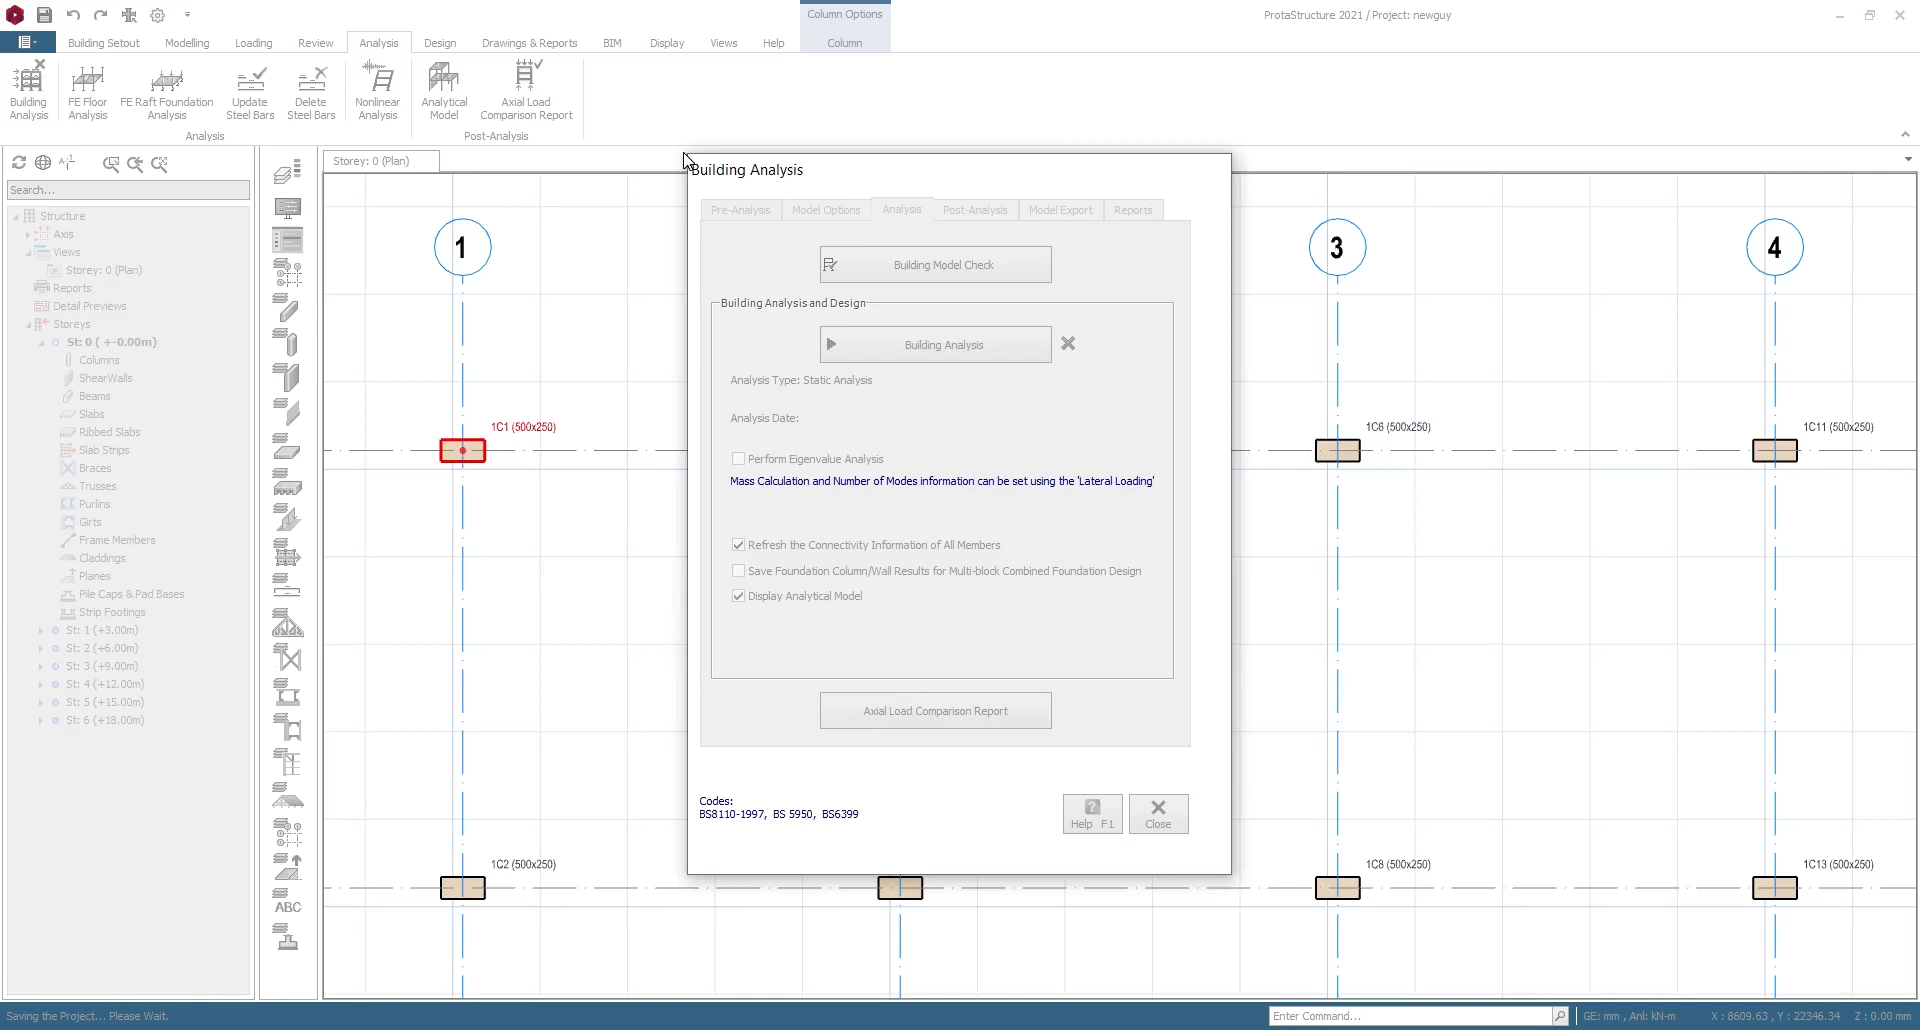 Column Options
ProtaStructure 2021 / Project: newguy
Building Setout
Modelling
Loading
Review
Analysis
Design
Drawings & Reports
BIM
Display
Views
Help
Column
Building
Analysis
FE Floor
Analysis
FE Raft Foundation
Analysis
Update
Steel Bars
Delete
Steel Bars
Nonlinear
Analysis
Analytical
Model
Axial Load
Comparison Report
Analysis
Post-Analysis
Search...
Structure
Axis
Views
Storey: 0 (Plan)
Reports
Detail Previews
Storeys
St: 0 ( +-0.00m)
Columns
ShearWalls
Beams
Slabs
Ribbed Slabs
Slab Strips
Braces
Trusses
Purlins
Girts
Frame Members
Claddings
Planes
Pile Caps & Pad Bases
Strip Footings
St: 1 (+3.00m)
St: 2 (+6.00m)
St: 3 (+9.00m)
St: 4 (+12.00m)
St: 5 (+15.00m)
St: 6 (+18.00m)
ABC
Storey: 0 (Plan)
1
3
4
1C1 (500x250)
1C6 (500x250)
1C11 (500x250)
1C2 (500x250)
1C8 (500x250)
1C13 (500x250)
Building Analysis
Pre-Analysis
Model Options
Analysis
Post-Analysis
Model Export
Reports
Building Model Check
Building Analysis and Design
Building Analysis
Analysis Type: Static Analysis
Analysis Date:
Perform Eigenvalue Analysis
Mass Calculation and Number of Modes information can be set using the 'Lateral Loading'
Refresh the Connectivity Information of All Members
Save Foundation Column/Wall Results for Multi-block Combined Foundation Design
Display Analytical Model
Axial Load Comparison Report
Codes:
BS8110-1997, BS 5950, BS6399
Help F1
Close
Saving the Project... Please Wait.
Enter Command...
GE: mm , Anl: kN-m
X : 8609.63 , Y : 22346.34 Z : 0.00 mm